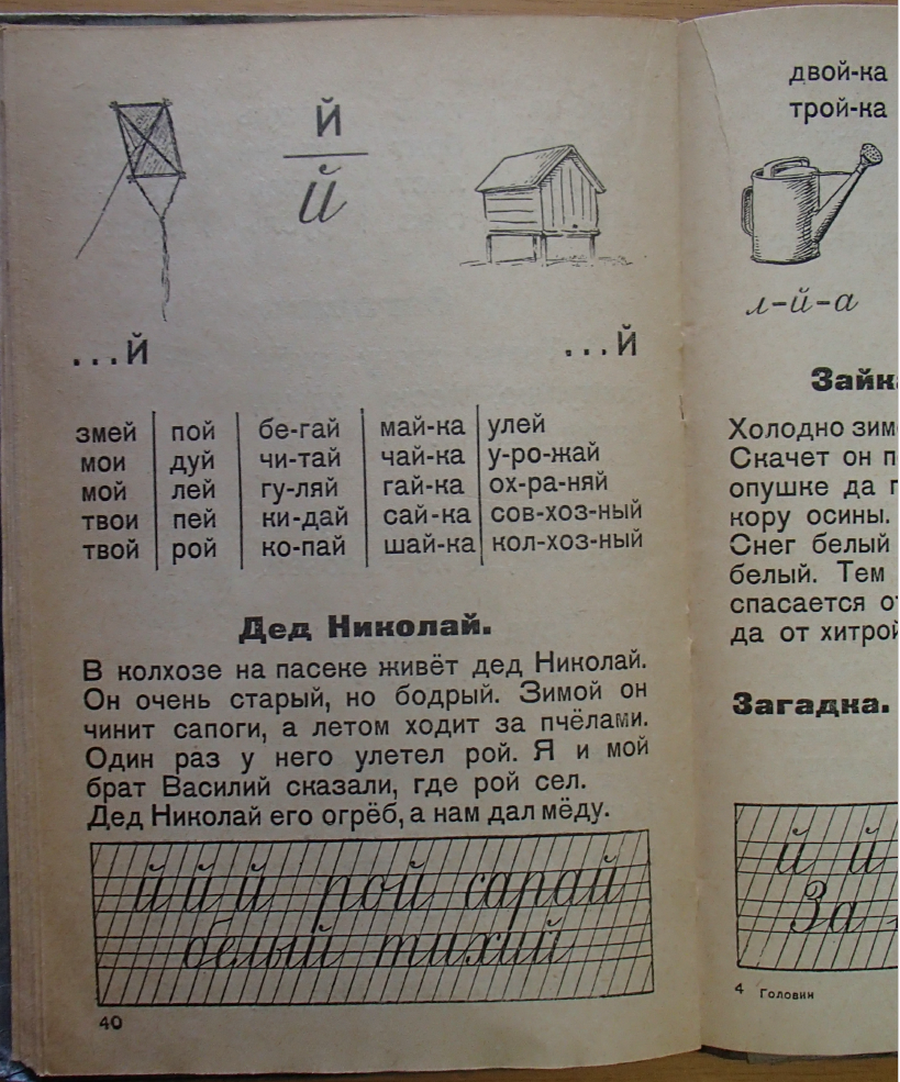 й
й
...й ...й
змей пой бе-гай май-ка улей
мои дуй чи-тай чай-ка у-ро-жай
мой лей гу-ляй гай-ка ох-ра-няй
твои пей ки-дай сай-ка сов-хоз-ный
твой рой ко-пай шай-ка кол-хоз-ный
Дед Николай.
В колхозе на пасеке живёт дед Николай.
Он очень старый, но бодрый. Зимой он
чинит сапоги, а летом ходит за пчёлами.
Один раз у него улетел рой. Я и мой
брат Василий сказали, где рой сел.
Дед Николай его огрёб, а нам дал мёду.
й й й рой сарай
белый тихий
40
двой-ка
трой-ка
л-й-а
Холодно
Скачет он
опушке да
кору осины.
Снег белый
белый. Тем
спасается
да от
Загадка.
й й
За
4 Головин